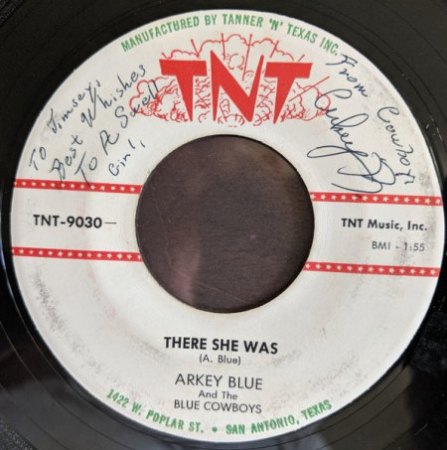 MANUFACTURED BY TANNER 'N' TEXAS INC.
TNT
To Jimsey,
Best Whishes
To A Swell
Girl,
From Cowboy
Arkey B
TNT-9030-
TNT Music, Inc.
BMI - 1:55
THERE SHE WAS
(A. Blue)
ARKEY BLUE
And The
BLUE COWBOYS
1422 W. POPLAR ST. • SAN ANTONIO, TEXAS